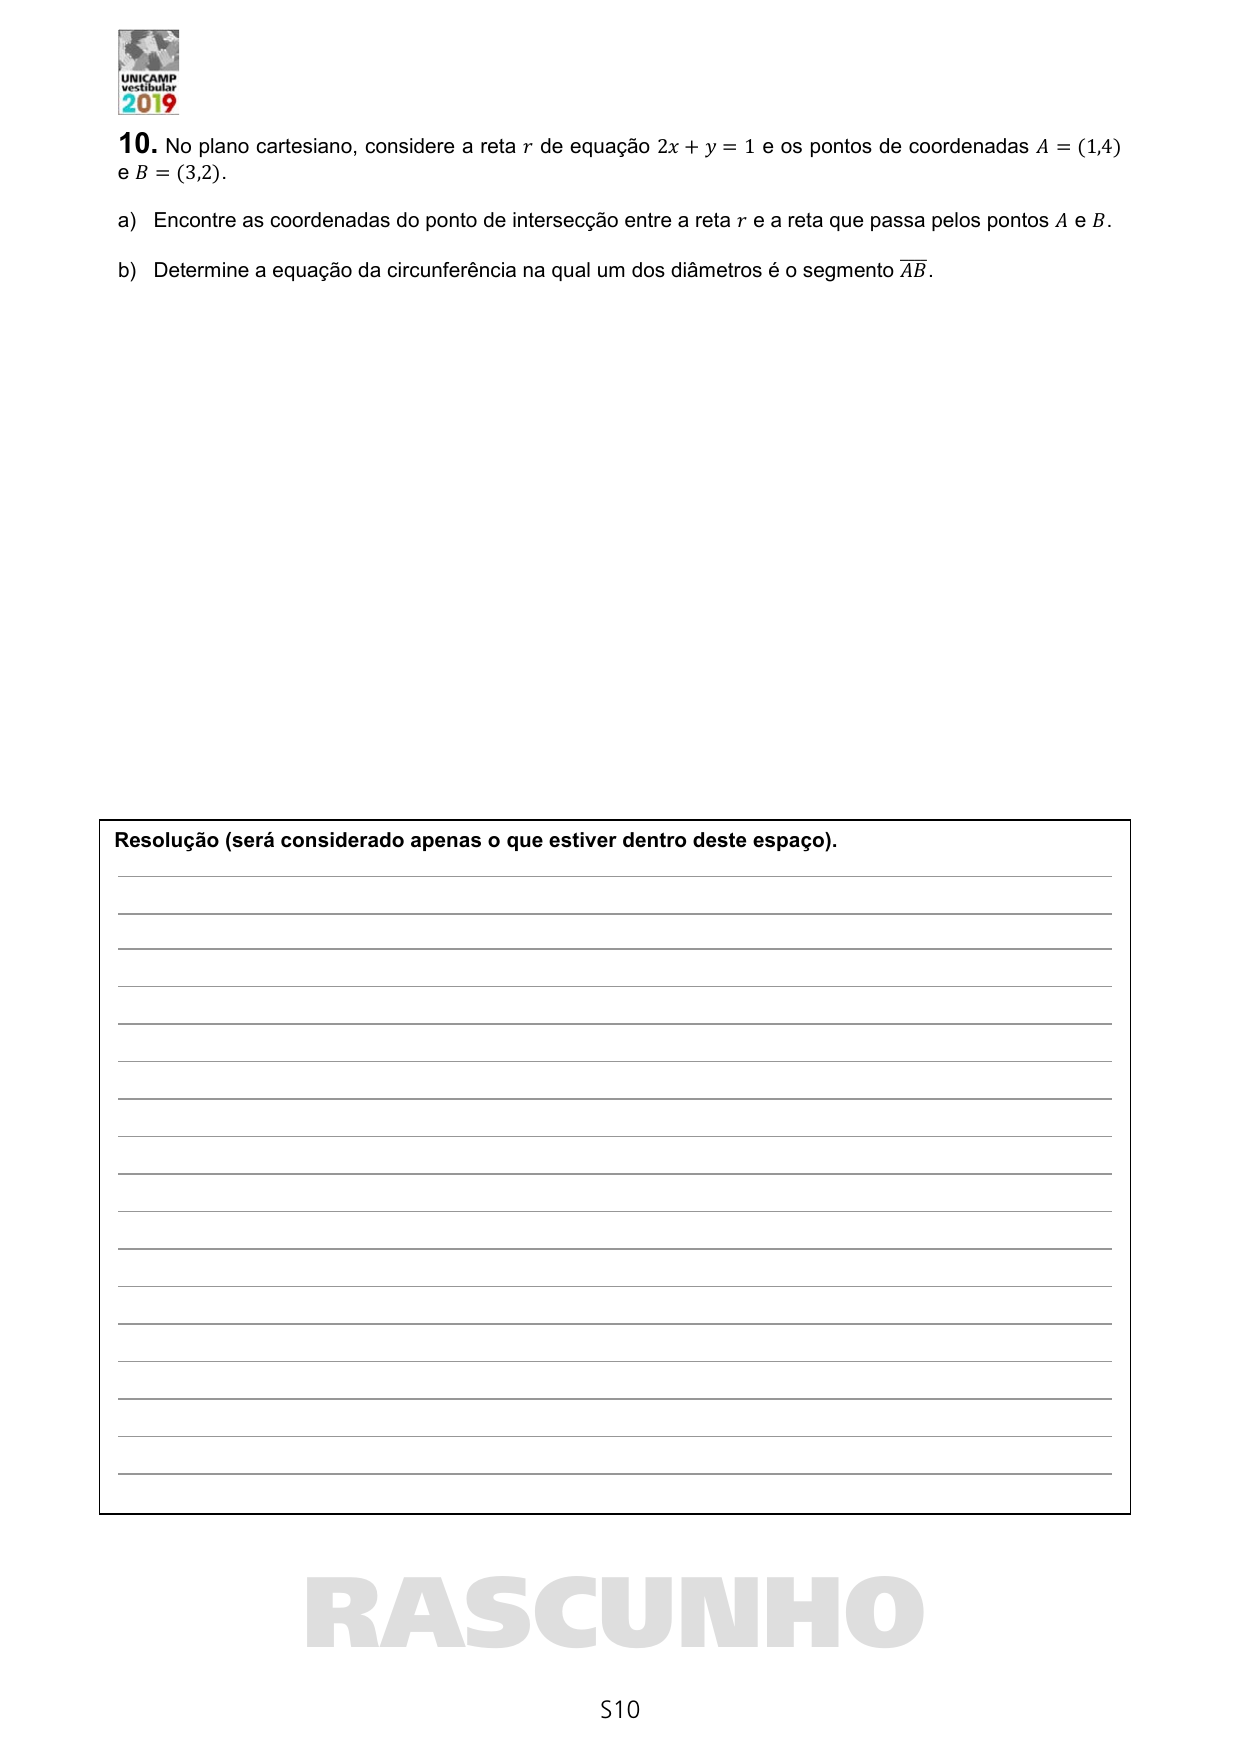 UNICAMP
vestibular
2019
10. No plano cartesiano, considere a reta r de equação 2x + y = 1 e os pontos de coordenadas A = (1,4)
e B = (3,2).
a) Encontre as coordenadas do ponto de intersecção entre a reta r e a reta que passa pelos pontos A e B.
b) Determine a equação da circunferência na qual um dos diâmetros é o segmento A̅B̅.
Resolução (será considerado apenas o que estiver dentro deste espaço).
RASCUNHO
S10